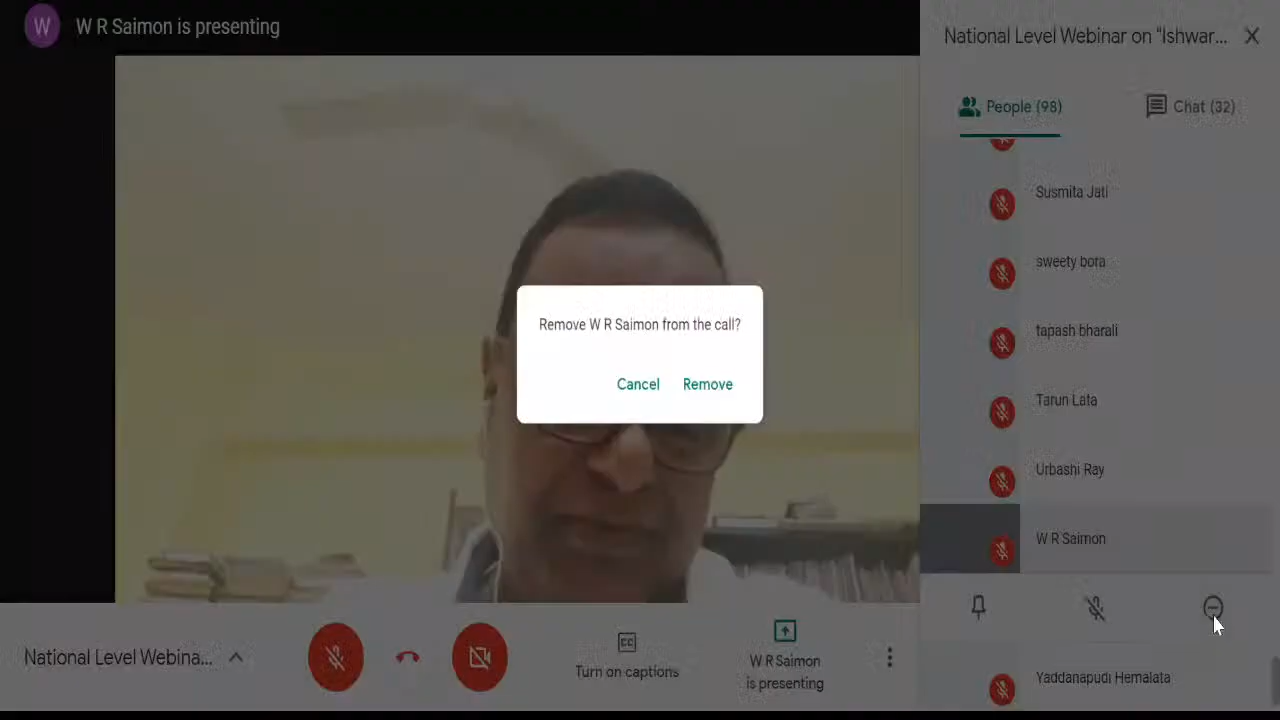 W
W R Saimon is presenting
National Level Webinar on "Ishwar...
People (98)
Chat (32)
Susmita Jati
sweety bora
tapash bharali
Tarun Lata
Urbashi Ray
W R Saimon
Yaddanapudi Hemalata
Remove W R Saimon from the call?
Cancel
Remove
National Level Webina...
CC
Turn on captions
W R Saimon
is presenting